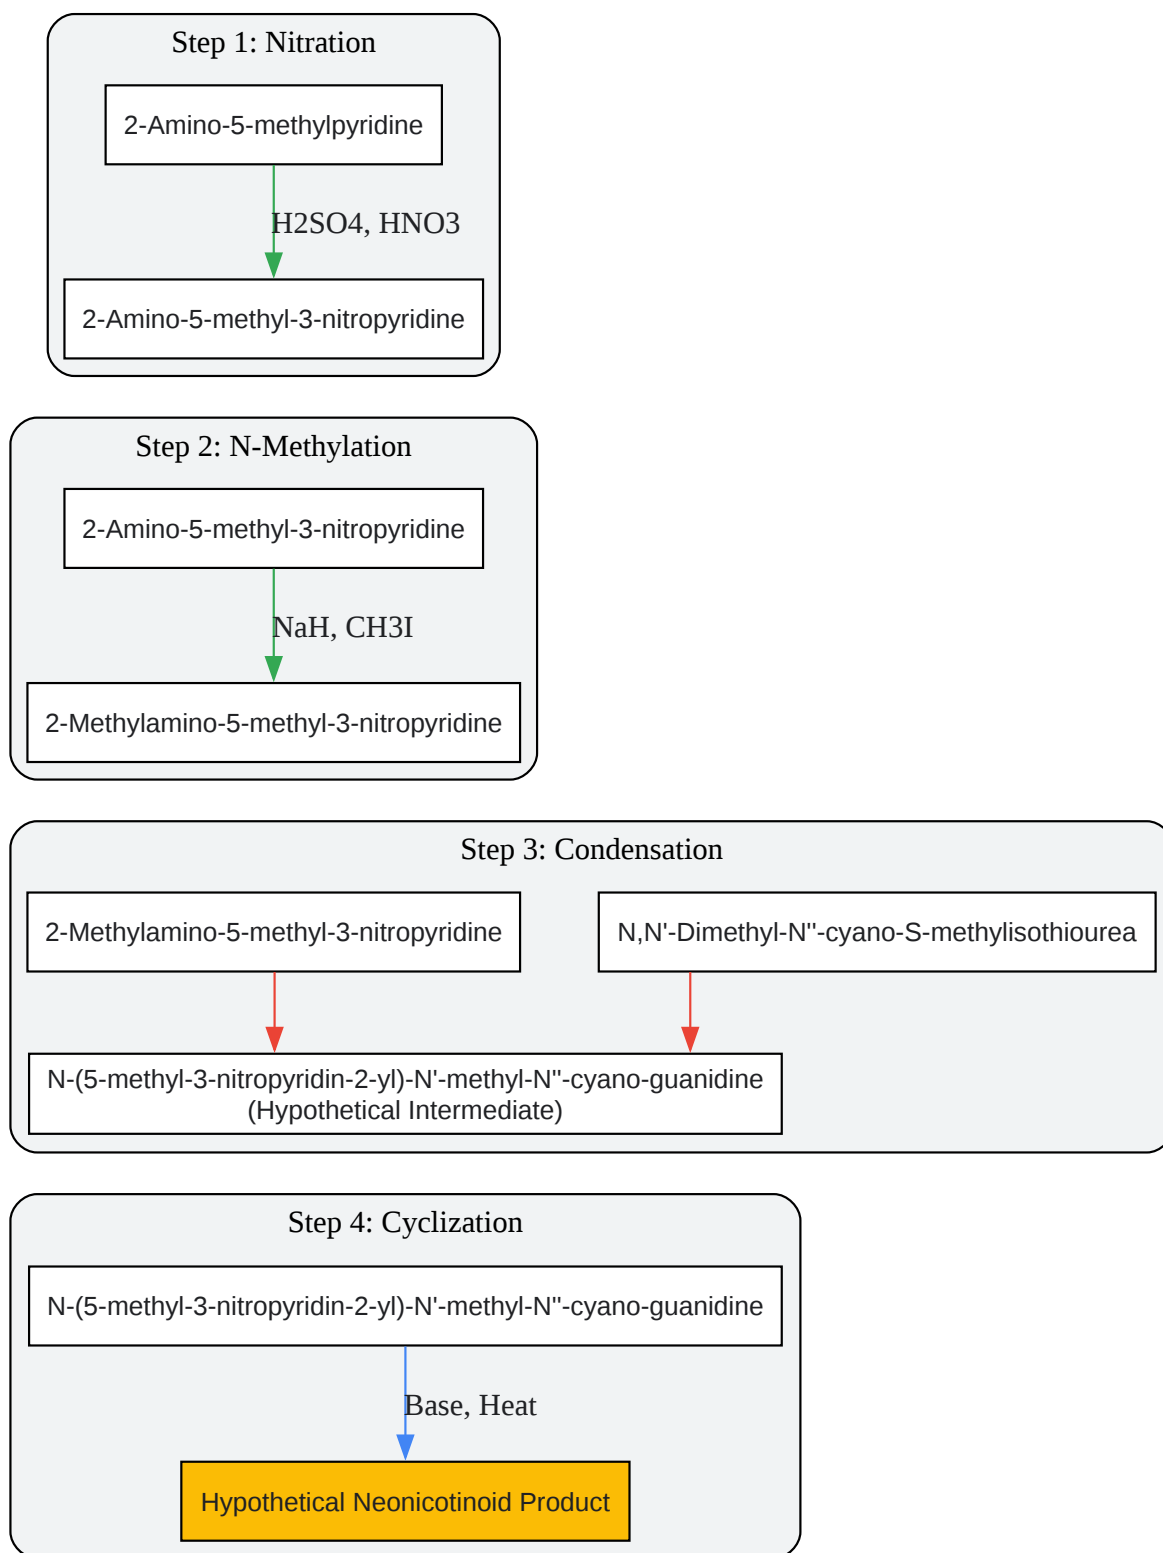 Step 1: Nitration
2-Amino-5-methylpyridine
H2SO4, HNO3
2-Amino-5-methyl-3-nitropyridine
Step 2: N-Methylation
2-Amino-5-methyl-3-nitropyridine
NaH, CH3I
2-Methylamino-5-methyl-3-nitropyridine
Step 3: Condensation
2-Methylamino-5-methyl-3-nitropyridine
N,N'-Dimethyl-N''-cyano-S-methylisothiourea
N-(5-methyl-3-nitropyridin-2-yl)-N'-methyl-N''-cyano-guanidine
(Hypothetical Intermediate)
Step 4: Cyclization
N-(5-methyl-3-nitropyridin-2-yl)-N'-methyl-N''-cyano-guanidine
Base, Heat
Hypothetical Neonicotinoid Product